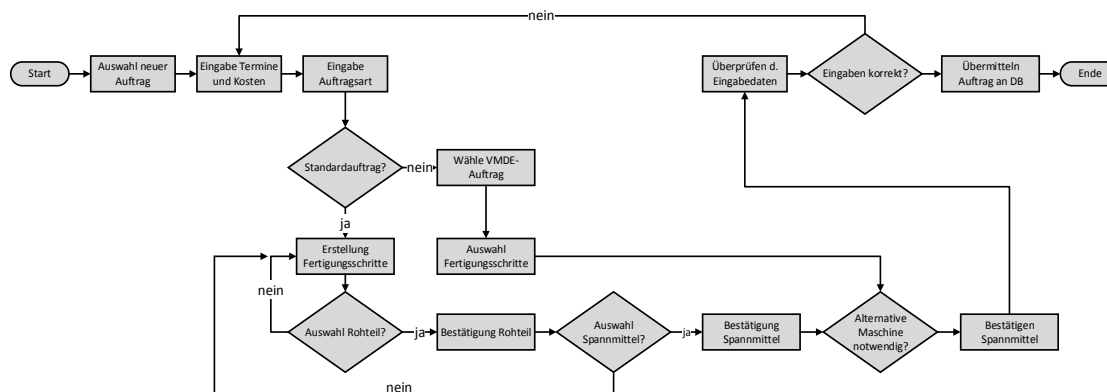 nein
Start
Auswahl neuer
Auftrag
Eingabe Termine
und Kosten
Eingabe
Auftragsart
Überprüfen d.
Eingabedaten
Eingaben korrekt?
Übermitteln
Auftrag an DB
Ende
Standardauftrag?
nein
Wähle VMDE-
Auftrag
ja
Erstellung
Fertigungsschritte
Auswahl
Fertigungsschritte
nein
Auswahl Rohteil?
ja
Bestätigung Rohteil
Auswahl
Spannmittel?
ja
Bestätigung
Spannmittel
Alternative
Maschine
notwendig?
Bestätigen
Spannmittel
nein